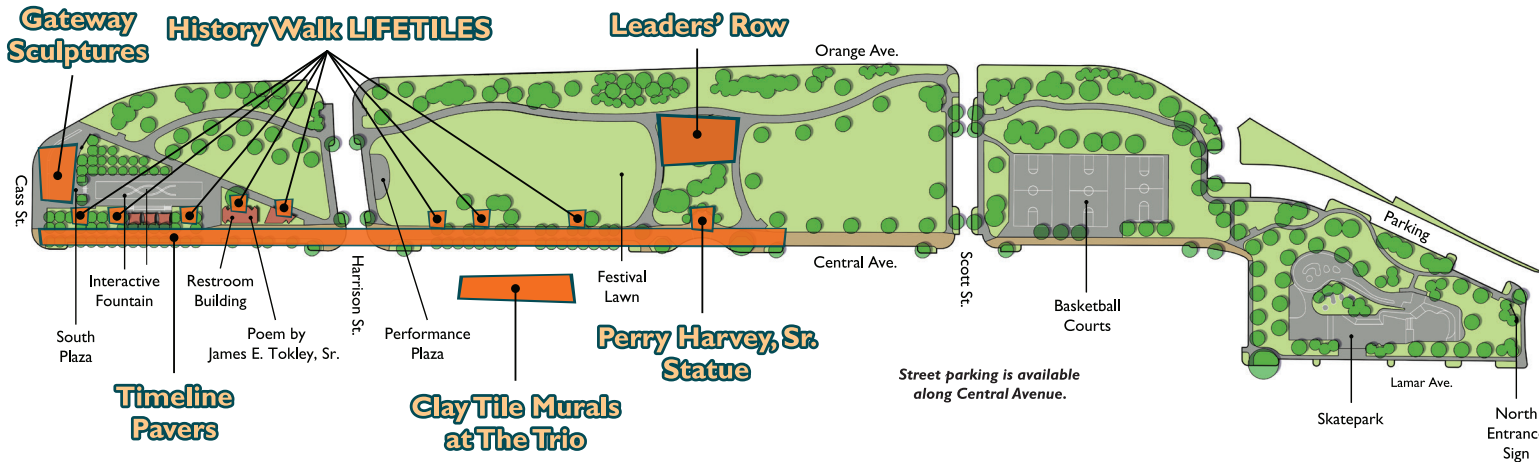 Gateway
Sculptures
History Walk LIFETILES
Leaders' Row
Orange Ave.
Cass St.
Harrison St.
Scott St.
Central Ave.
Parking
Interactive
Fountain
Restroom
Building
South
Plaza
Poem by
James E. Tokley, Sr.
Performance
Plaza
Festival
Lawn
Basketball
Courts
Timeline
Pavers
Clay Tile Murals
at The Trio
Perry Harvey, Sr.
Statue
Street parking is available
along Central Avenue.
Lamar Ave.
Skatepark
North
Entrance
Sign